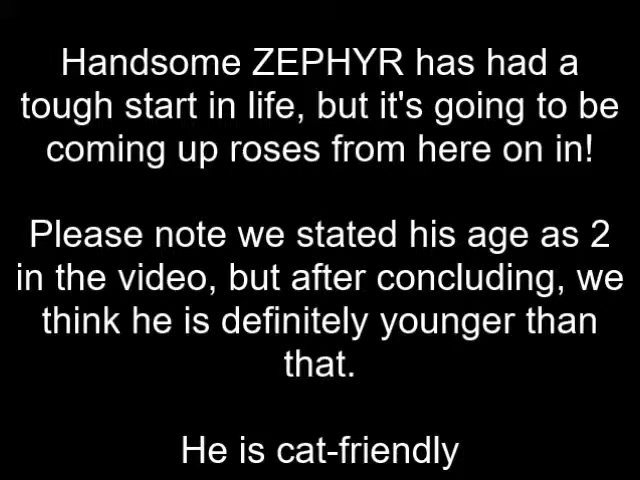 Handsome ZEPHYR has had a
tough start in life, but it's going to be
coming up roses from here on in!
Please note we stated his age as 2
in the video, but after concluding, we
think he is definitely younger than
that.
He is cat-friendly